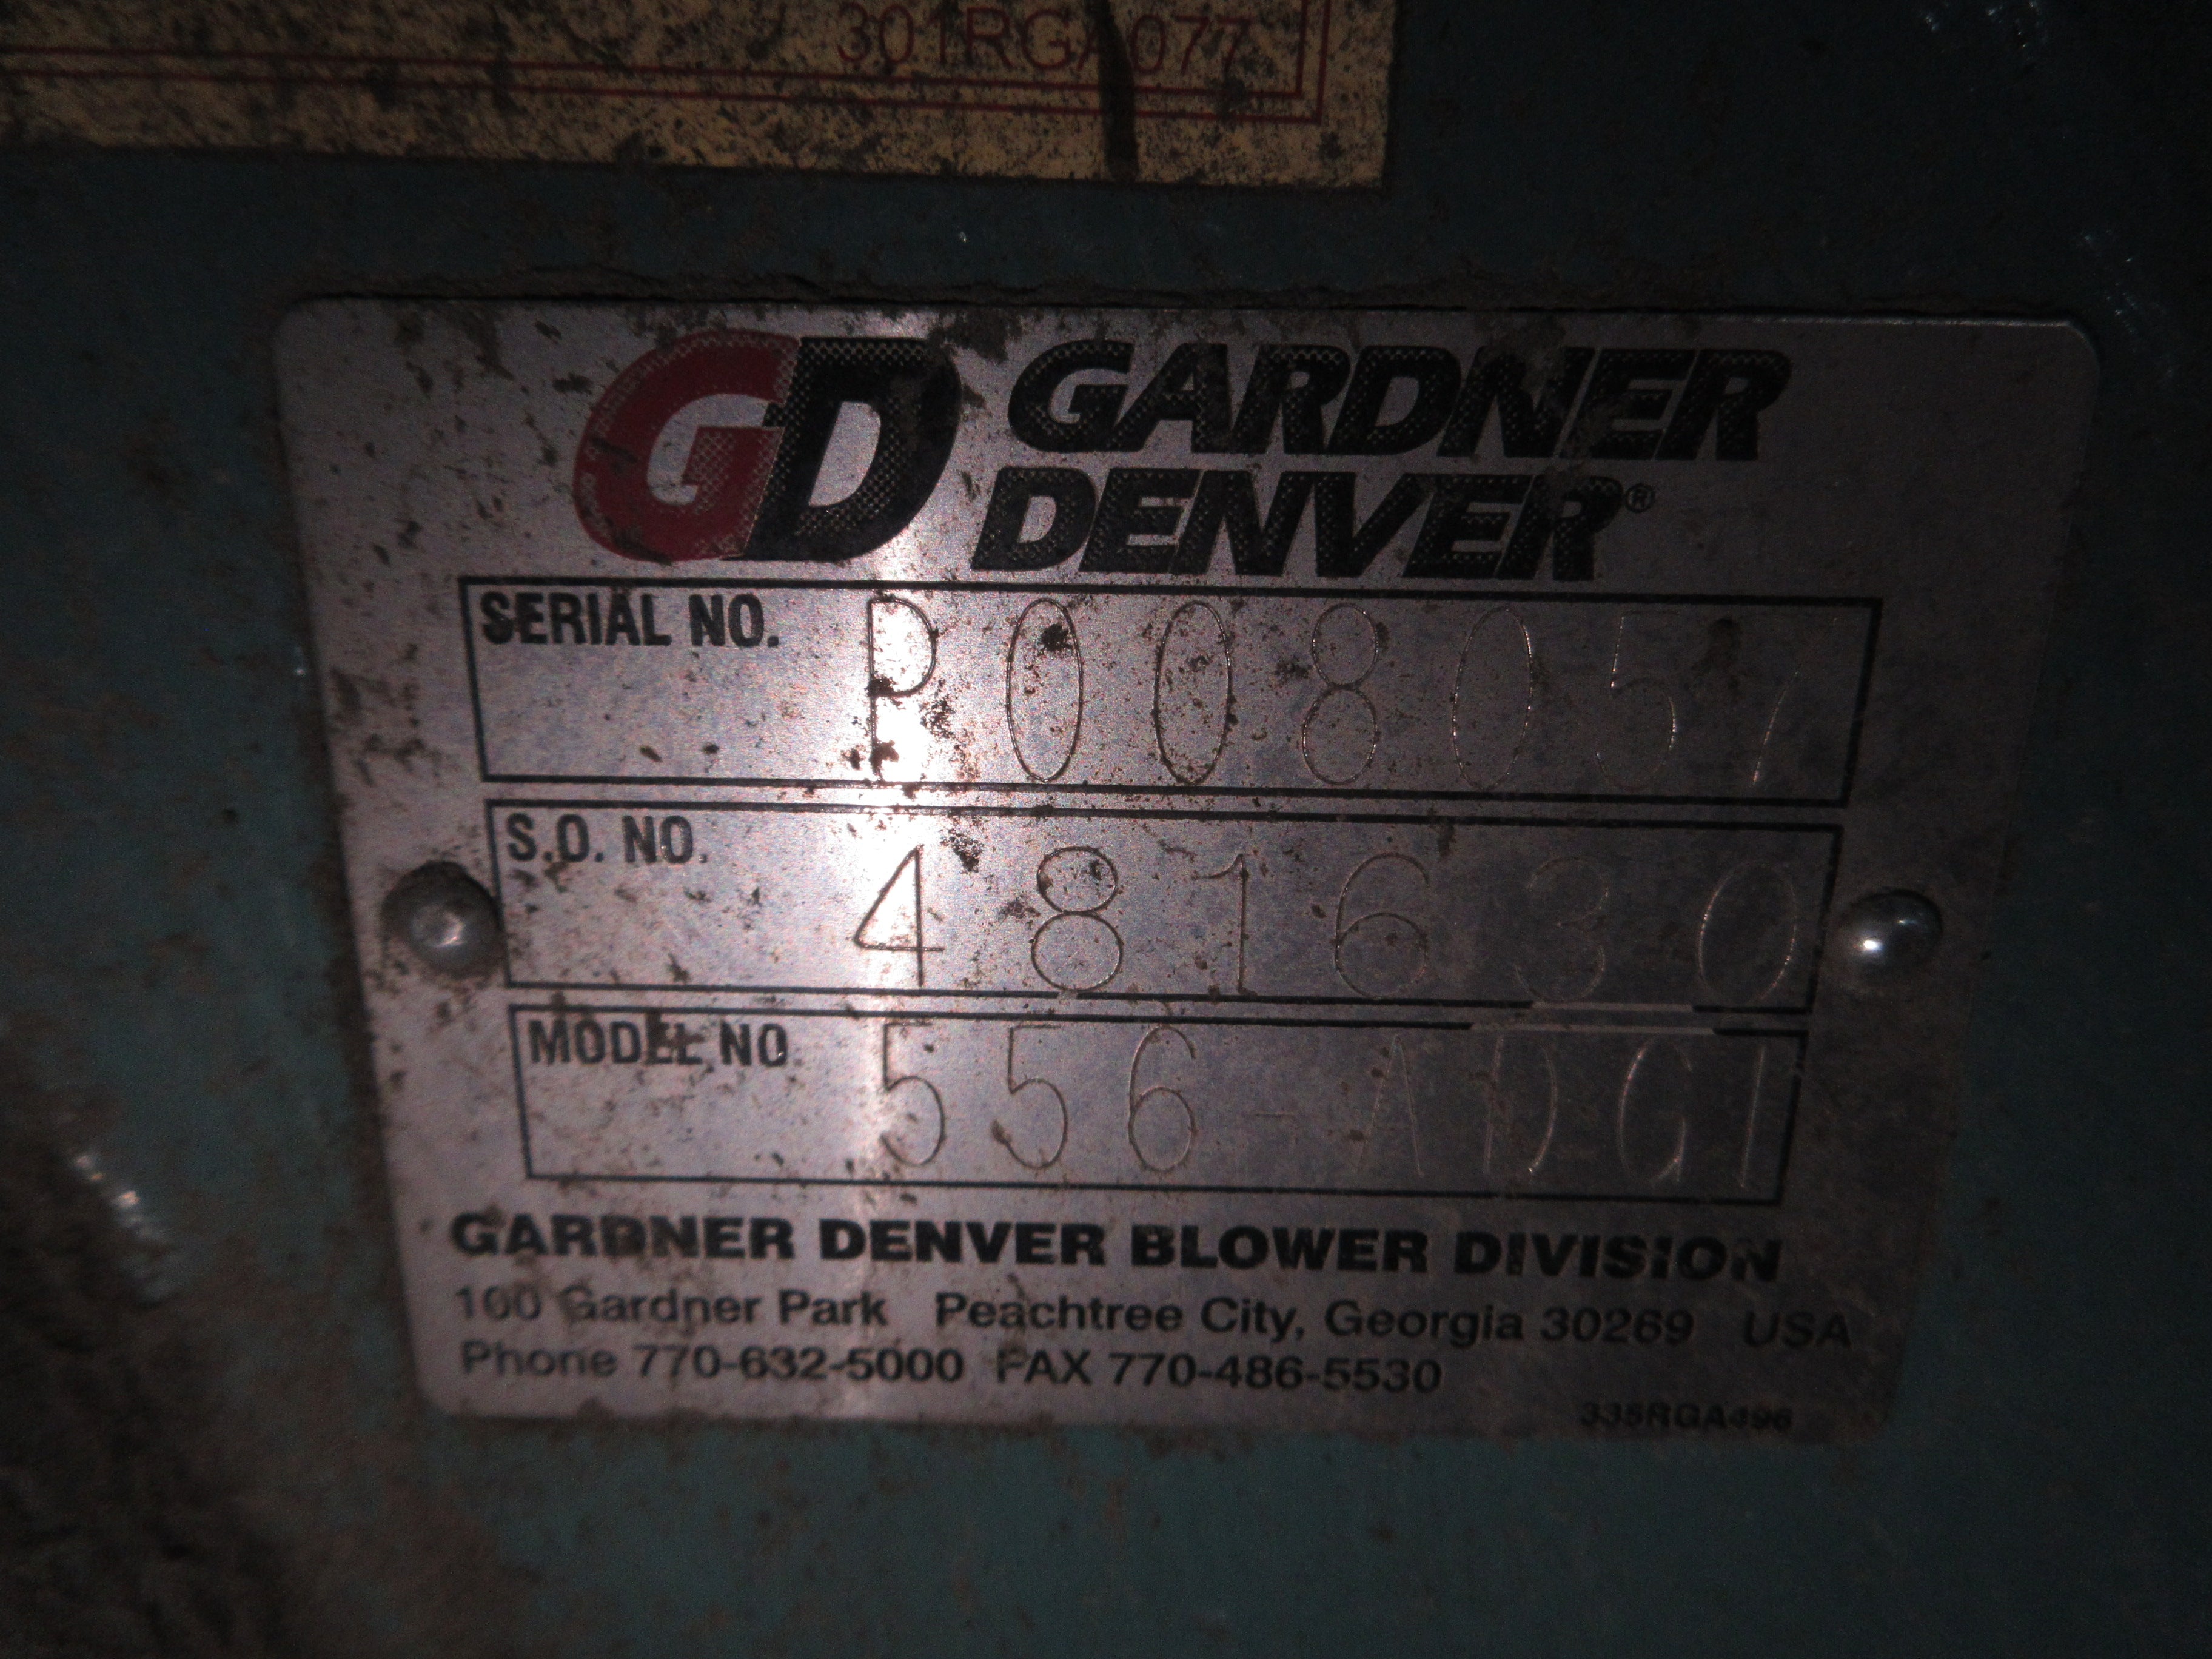 301RGA077
GD GARDNER
DENVER®
SERIAL NO. P008057
S.O. NO. 481630
MODEL NO. 556-ADGI
GARDNER DENVER BLOWER DIVISION
100 Gardner Park Peachtree City, Georgia 30269 USA
Phone 770-632-5000 FAX 770-486-5530
335RGA496